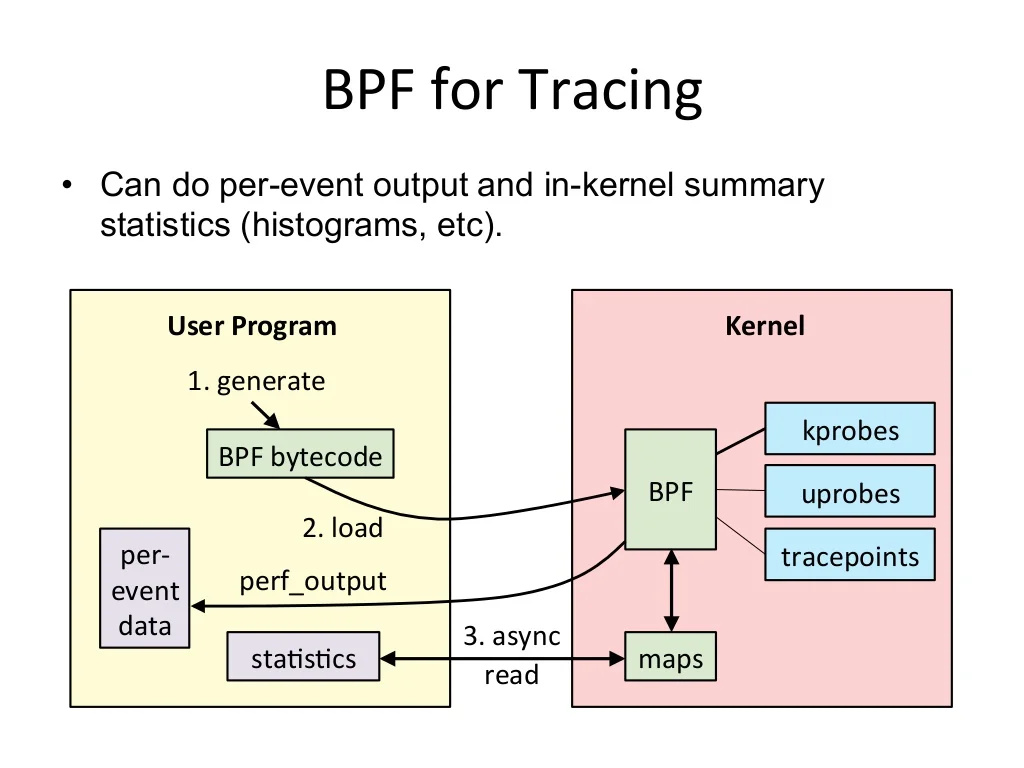 BPF for Tracing
• Can do per-event output and in-kernel summary
statistics (histograms, etc).
User Program
1. generate
BPF bytecode
2. load
per-
event
data
perf_output
statistics
3. async
read
Kernel
BPF
kprobes
uprobes
tracepoints
maps